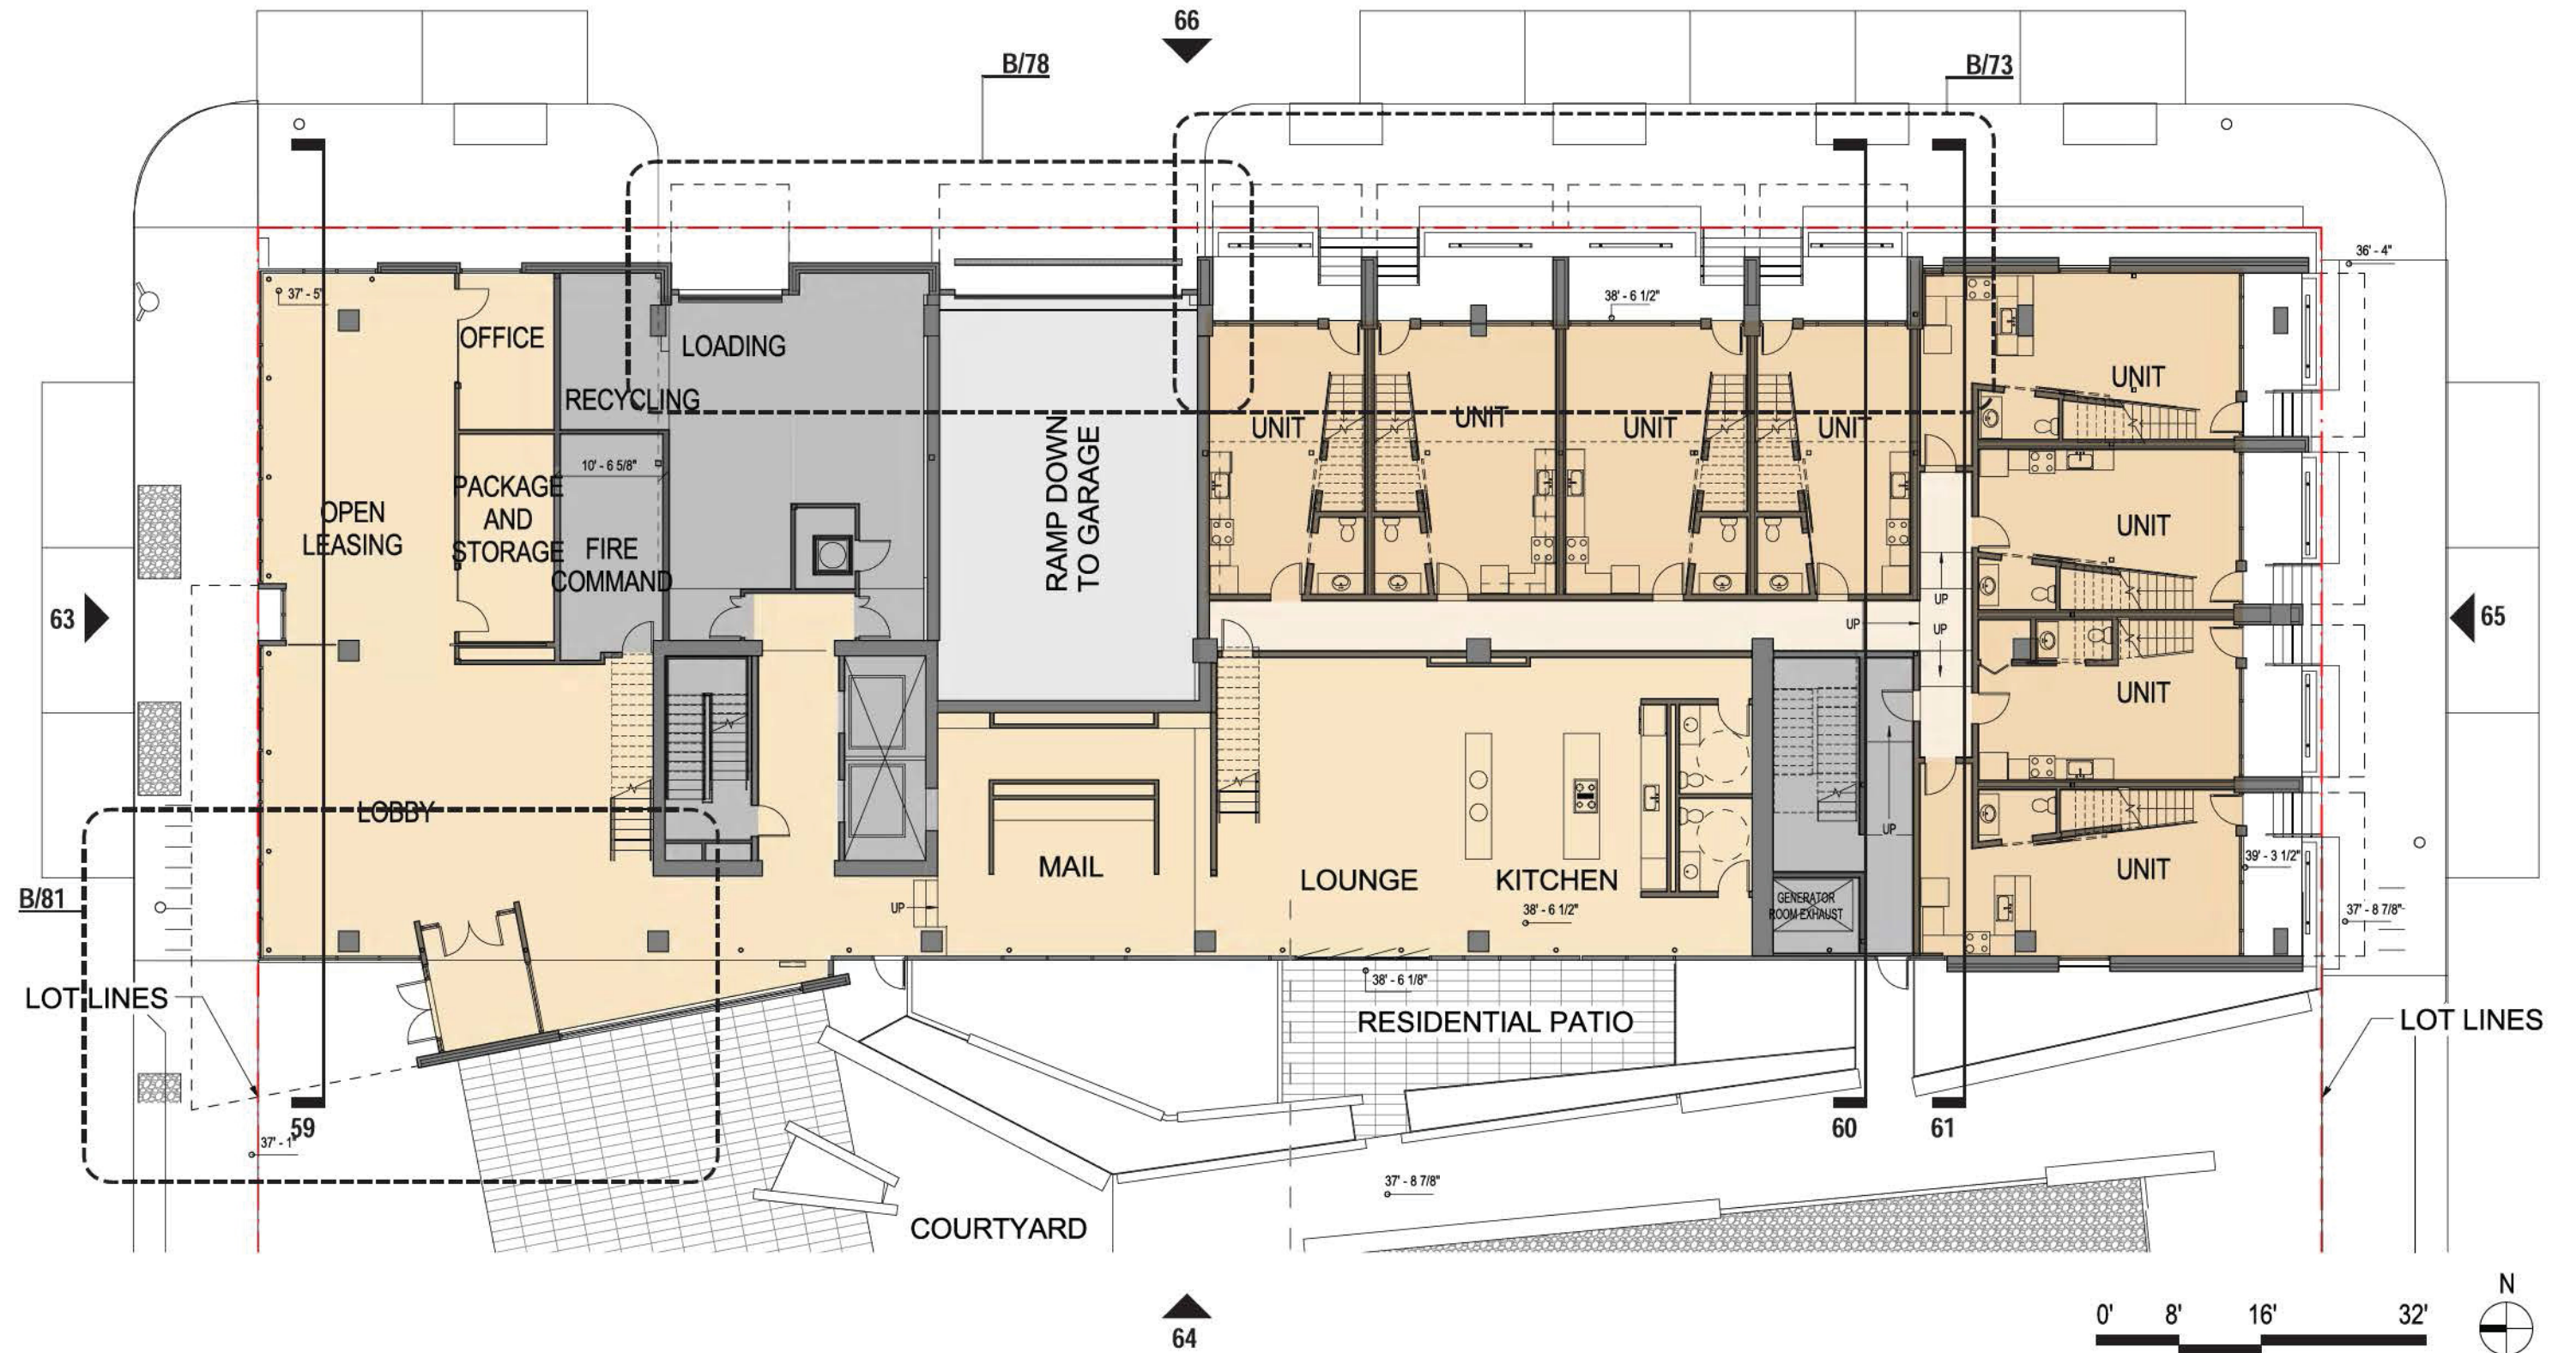 66
B/78
B/73
36' - 4"
37' - 5"
OFFICE
LOADING
38' - 6 1/2"
RECYCLING
UNIT
UNIT
UNIT
UNIT
UNIT
10' - 6 5/8"
RAMP DOWN
TO GARAGE
PACKAGE
AND
STORAGE
OPEN
LEASING
FIRE
COMMAND
UNIT
63
UP
UP
UP
65
UNIT
LOBBY
UP
MAIL
LOUNGE
KITCHEN
UNIT
39' - 3 1/2"
B/81
UP
38' - 6 1/2"
GENERATOR
ROOM EXHAUST
37' - 8 7/8"
LOT LINES
38' - 6 1/8"
RESIDENTIAL PATIO
LOT LINES
59
37' - 1"
60
61
37' - 8 7/8"
COURTYARD
64
N
0'
8'
16'
32'